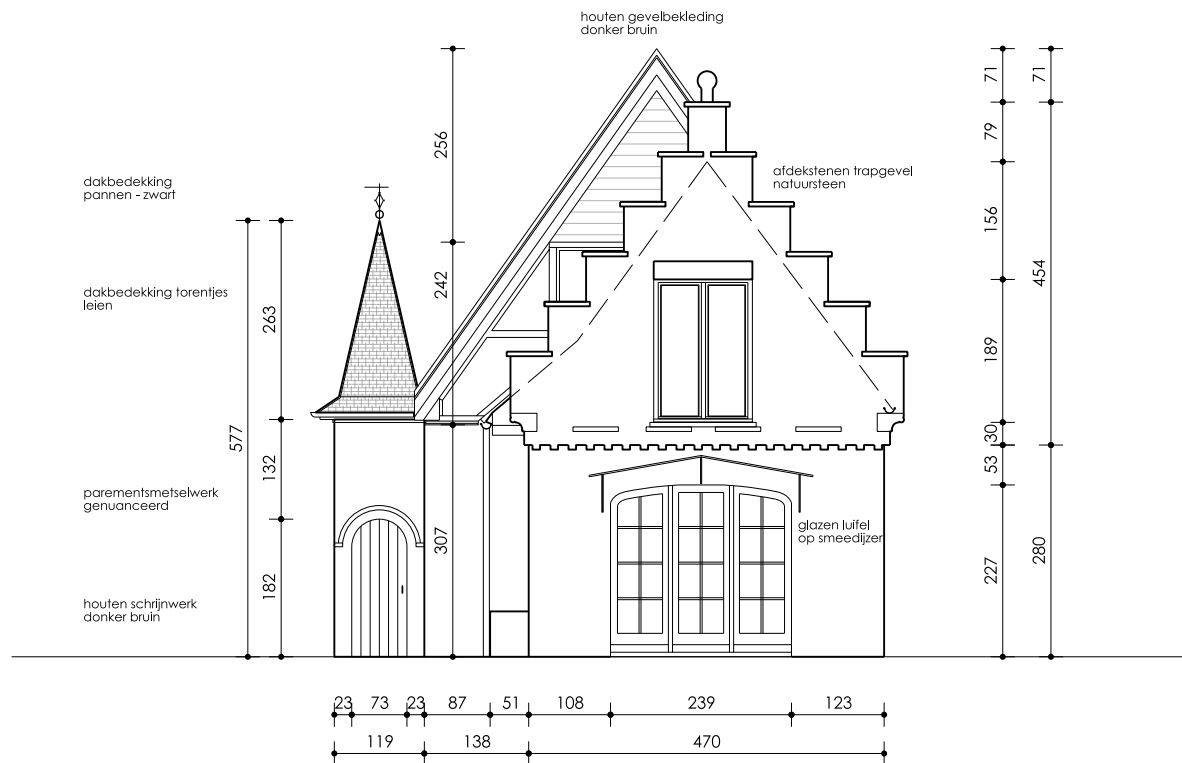 houten gevelbekleding
donker bruin
dakbedekking
pannen - zwart
afdekstenen trapgevel
natuursteen
dakbedekking torentjes
leien
parementsmetselwerk
genuanceerd
glazen luifel
op smeedijzer
houten schrijnwerk
donker bruin
577
263
132
182
256
242
307
71
79
156
189
30
53
227
71
454
280
23 73 23 87 51 108 239 123
119 138 470